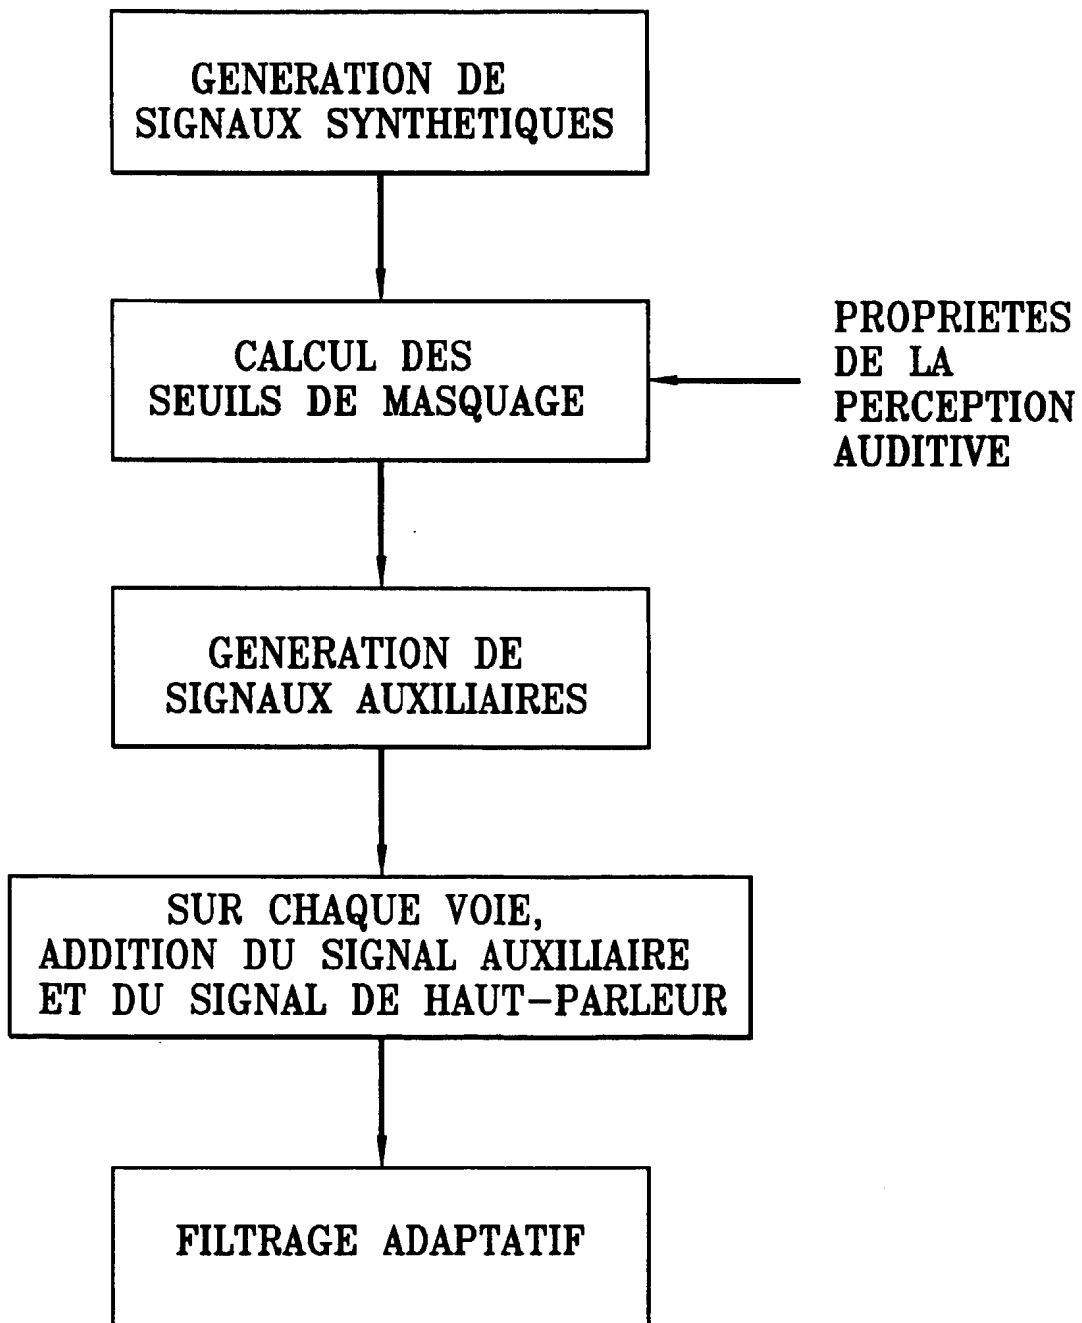 GENERATION DE
SIGNAUX SYNTHETIQUES
CALCUL DES
SEUILS DE MASQUAGE
PROPRIETES
DE LA
PERCEPTION
AUDITIVE
GENERATION DE
SIGNAUX AUXILIAIRES
SUR CHAQUE VOIE,
ADDITION DU SIGNAL AUXILIAIRE
ET DU SIGNAL DE HAUT-PARLEUR
FILTRAGE ADAPTATIF